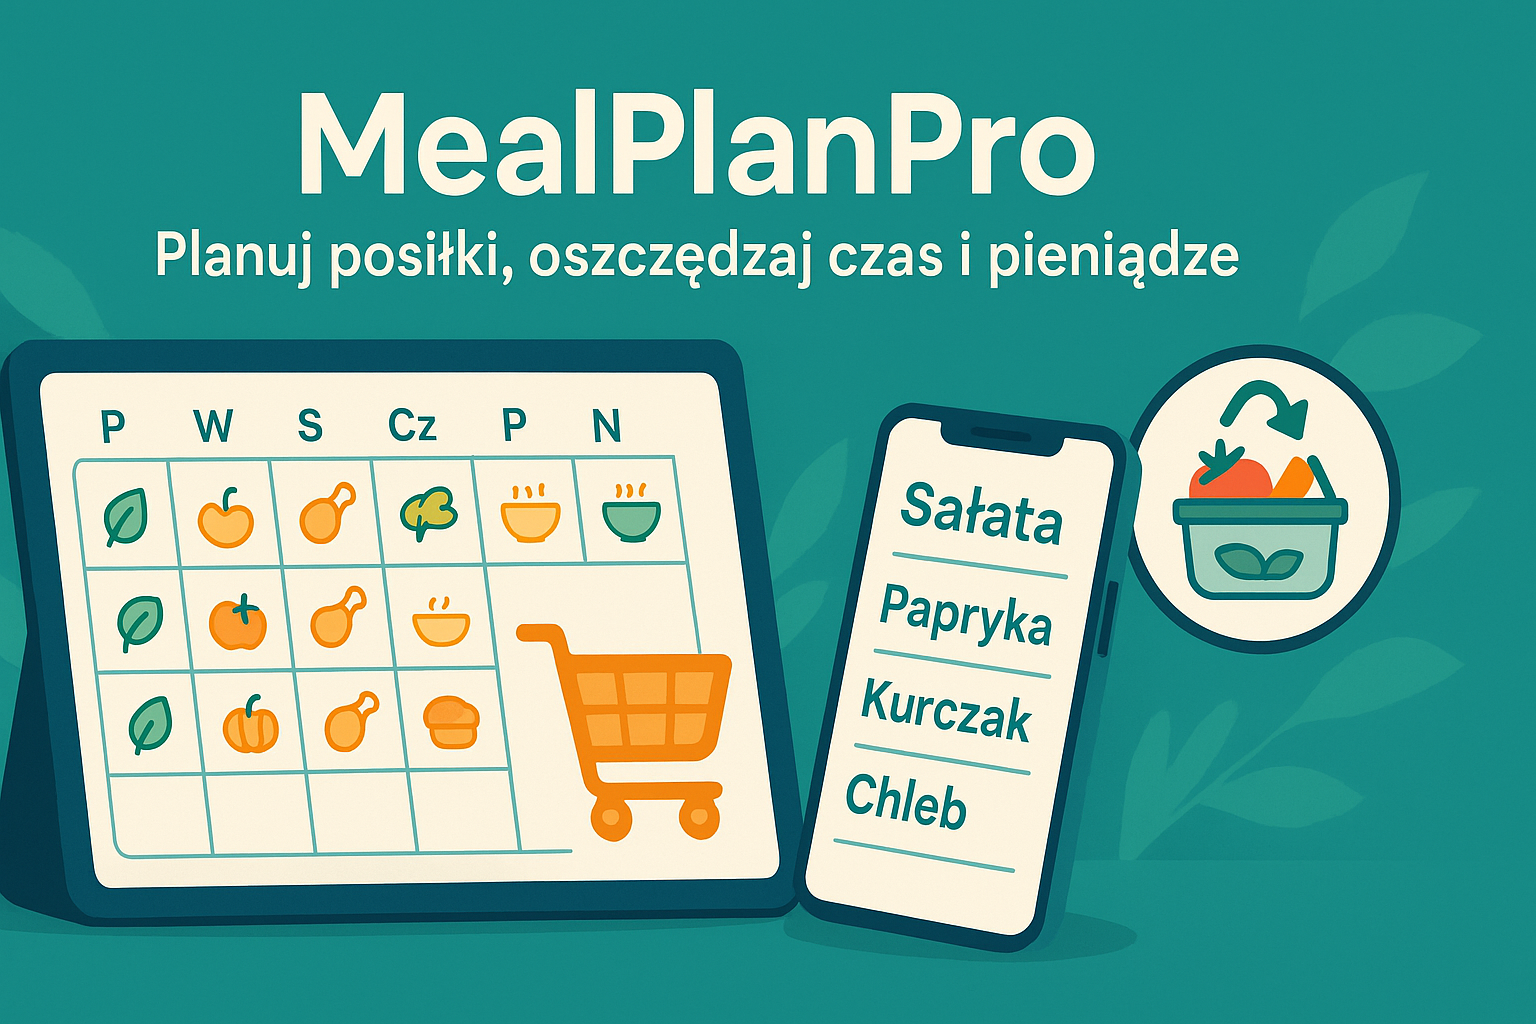 MealPlanPro
Planuj posiłki, oszczędzaj czas i pieniądze
P W S Cz P N
Sałata
Papryka
Kurczak
Chleb